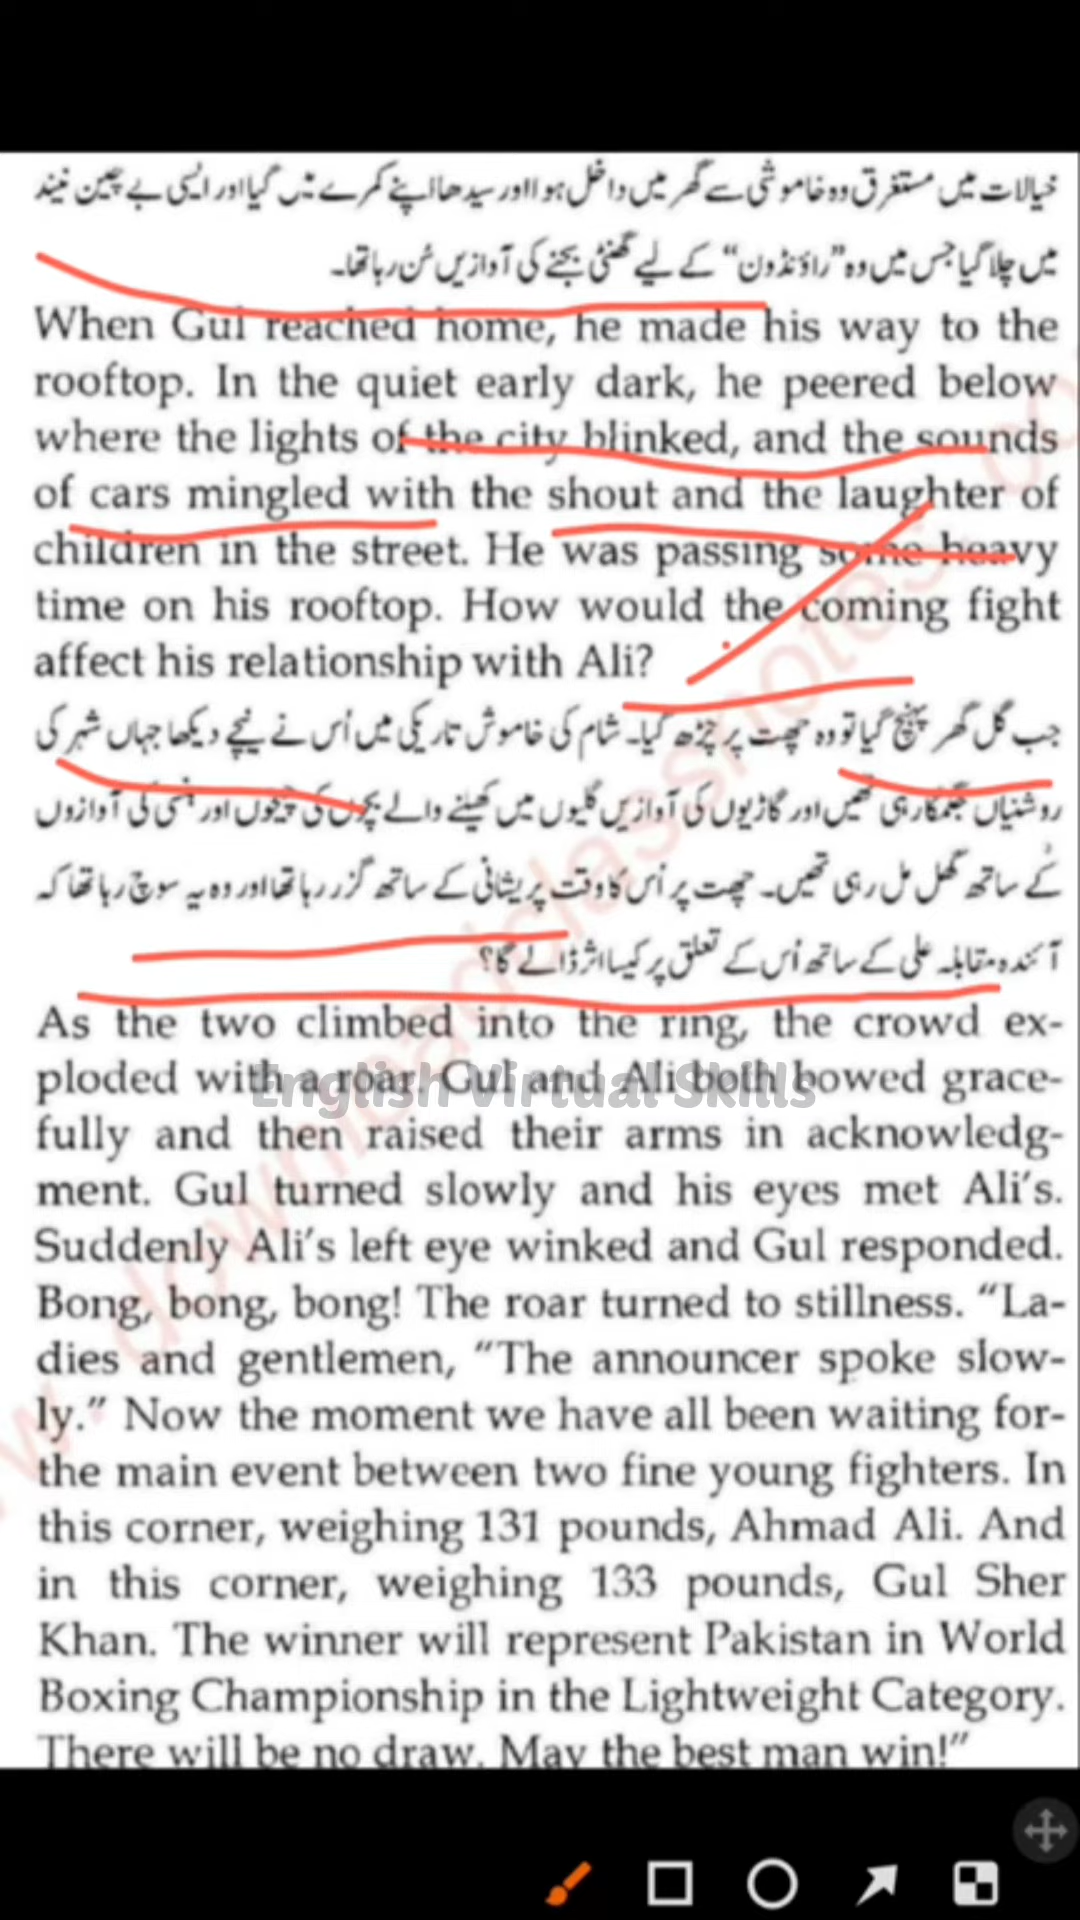 خیالات میں مستغرق وہ خاموشی سے گھر میں داخل ہوا اور سیدھا اپنے کمرے میں گیا اور ایسی بے چین نیند
میں چلا گیا جس میں وہ ”راؤنڈ ون“ کے لیے گھنٹی بجنے کی آوازیں سُن رہا تھا۔
When Gul reached home, he made his way to the
rooftop. In the quiet early dark, he peered below
where the lights of the city blinked, and the sounds
of cars mingled with the shout and the laughter of
children in the street. He was passing some heavy
time on his rooftop. How would the coming fight
affect his relationship with Ali?
جب گل گھر پہنچ گیا تو وہ چھت پر چڑھ گیا۔ شام کی خاموش تاریکی میں اُس نے نیچے دیکھا جہاں شہر کی
روشنیاں جگمگا رہی تھیں اور گاڑیوں کی آوازیں گلیوں میں کھیلنے والے بچوں کی چیخوں اور ہنسی کی آوازوں
کے ساتھ گھل مل رہی تھیں۔ چھت پر اُس کا وقت پریشانی کے ساتھ گزر رہا تھا اور وہ یہ سوچ رہا تھا کہ
آئندہ مقابلہ علی کے ساتھ اُس کے تعلق پر کیسا اثر ڈالے گا؟
As the two climbed into the ring, the crowd ex-
ploded with a roar. Gul and Ali both bowed grace-
English Virtual Skills
fully and then raised their arms in acknowledg-
ment. Gul turned slowly and his eyes met Ali's.
Suddenly Ali's left eye winked and Gul responded.
Bong, bong, bong! The roar turned to stillness. “La-
dies and gentlemen, “The announcer spoke slow-
ly.” Now the moment we have all been waiting for-
the main event between two fine young fighters. In
this corner, weighing 131 pounds, Ahmad Ali. And
in this corner, weighing 133 pounds, Gul Sher
Khan. The winner will represent Pakistan in World
Boxing Championship in the Lightweight Category.
There will be no draw. May the best man win!”